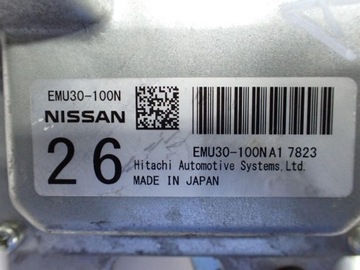 EMU30-100N
NISSAN
26
EMU30-100NA1 7823
Hitachi Automotive Systems,Ltd.
MADE IN JAPAN